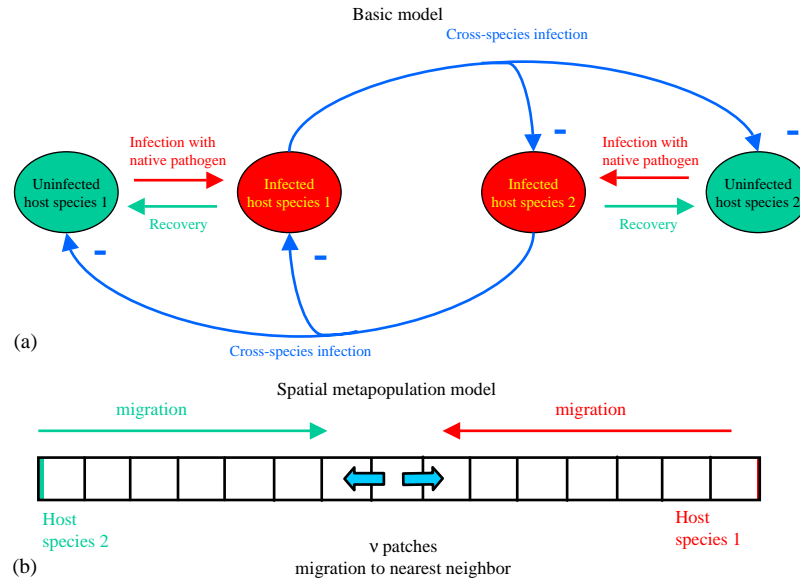 Basic model
Cross-species infection
Infection with
native pathogen
Infection with
native pathogen
Uninfected
host species 1
Infected
host species 1
Infected
host species 2
Uninfected
host species 2
Recovery
Recovery
-
-
-
-
Cross-species infection
(a)
Spatial metapopulation model
migration
migration
Host
species 2
Host
species 1
ν patches
migration to nearest neighbor
(b)